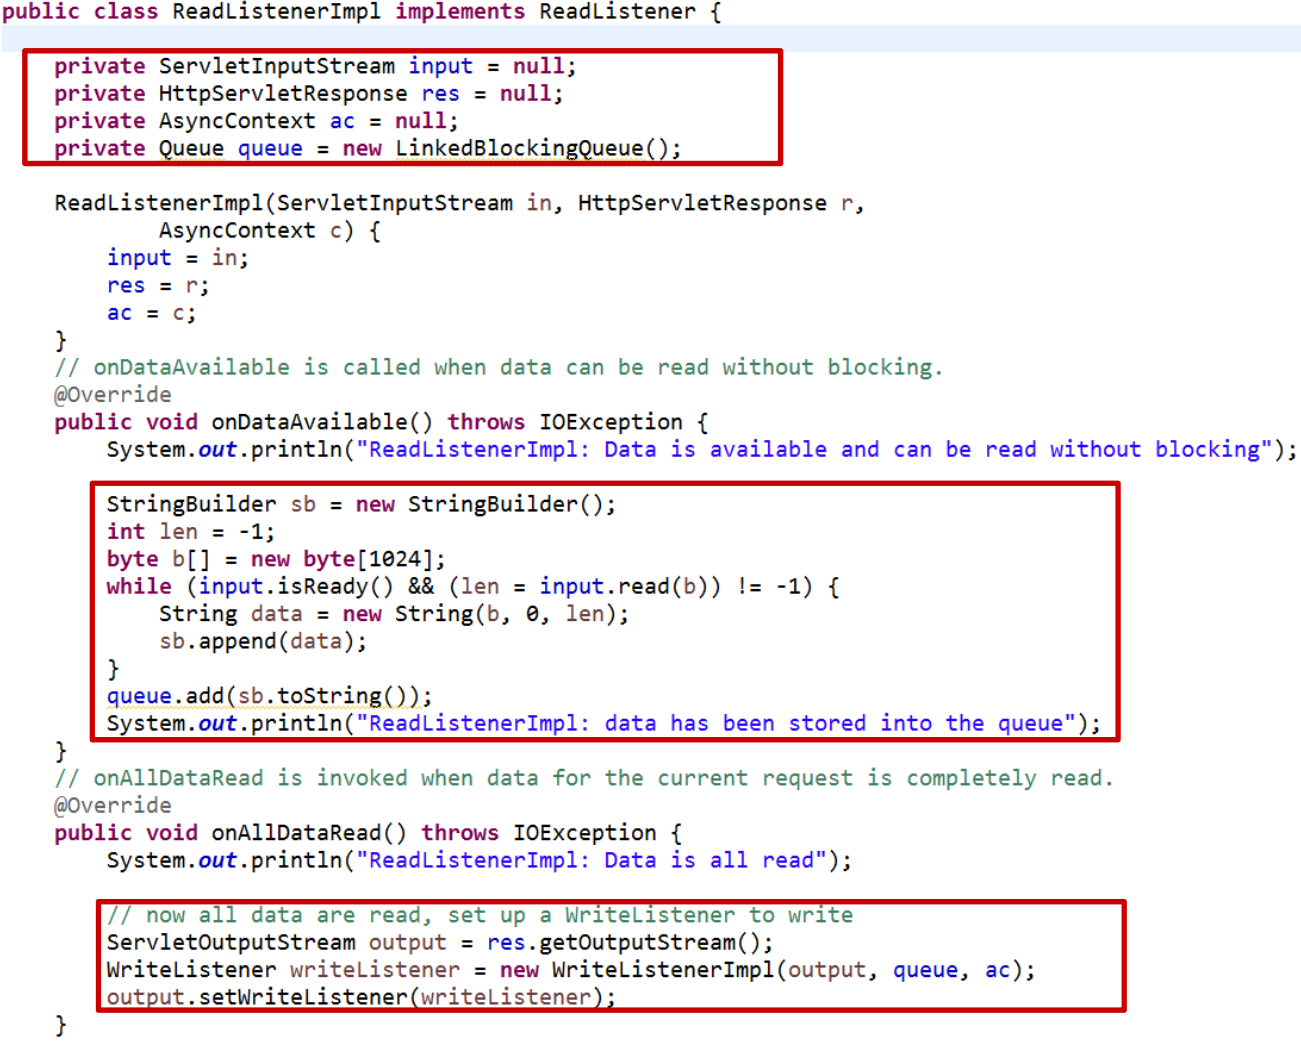 public class ReadListenerImpl implements ReadListener {
private ServletInputStream input = null;
private HttpServletResponse res = null;
private AsyncContext ac = null;
private Queue queue = new LinkedBlockingQueue();
ReadListenerImpl(ServletInputStream in, HttpServletResponse r,
AsyncContext c) {
input = in;
res = r;
ac = c;
}
// onDataAvailable is called when data can be read without blocking.
@Override
public void onDataAvailable() throws IOException {
System.out.println("ReadListenerImpl: Data is available and can be read without blocking");
StringBuilder sb = new StringBuilder();
int len = -1;
byte b[] = new byte[1024];
while (input.isReady() && (len = input.read(b)) != -1) {
String data = new String(b, 0, len);
sb.append(data);
}
queue.add(sb.toString());
System.out.println("ReadListenerImpl: data has been stored into the queue");
}
// onAllDataRead is invoked when data for the current request is completely read.
@Override
public void onAllDataRead() throws IOException {
System.out.println("ReadListenerImpl: Data is all read");
// now all data are read, set up a WriteListener to write
ServletOutputStream output = res.getOutputStream();
WriteListener writeListener = new WriteListenerImpl(output, queue, ac);
output.setWriteListener(writeListener);
}